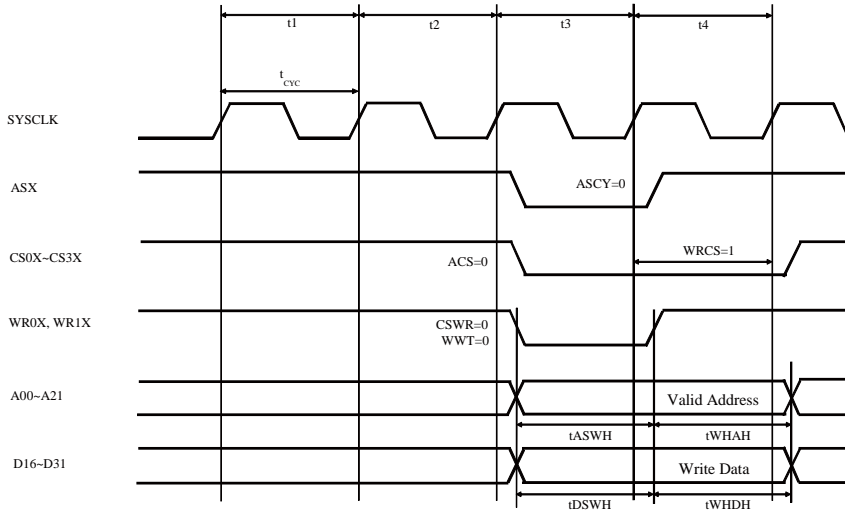 t1 t2 t3 t4
tCYC
SYSCLK
ASX ASCY=0
CS0X~CS3X ACS=0 WRCS=1
WR0X, WR1X CSWR=0
WWT=0
A00~A21 Valid Address
tASWH tWHAH
D16~D31 Write Data
tDSWH tWHDH